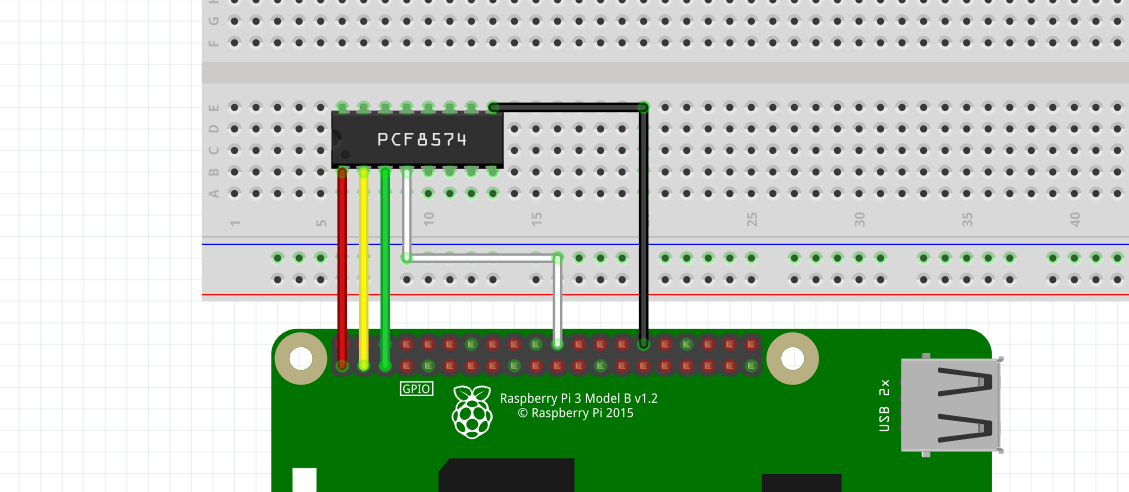 G
F
E
D
PCF8574
C
B
A
1
5
10
15
25
30
35
40
GPIO
Raspberry Pi 3 Model B v1.2
© Raspberry Pi 2015
USB 2x